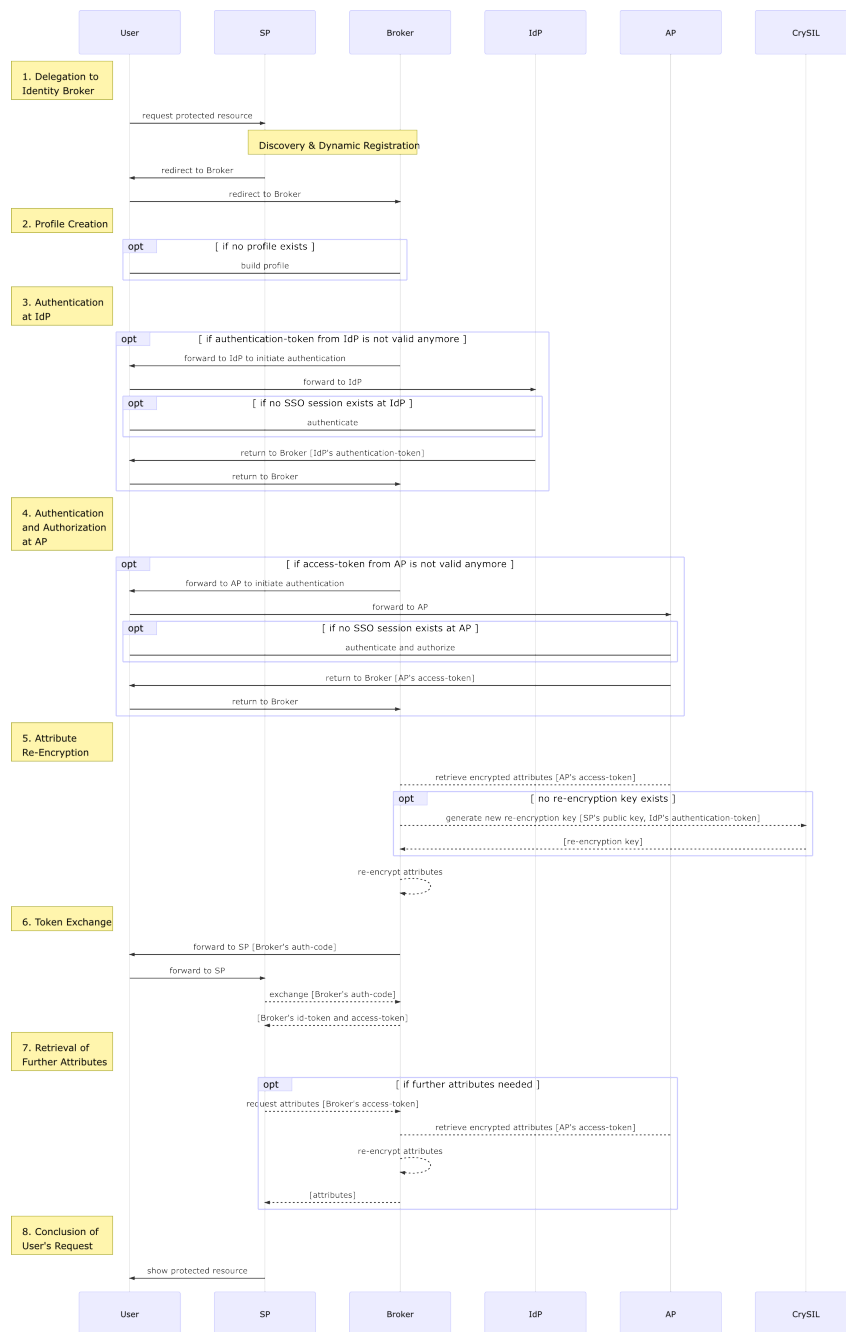 User SP Broker IdP AP CrySIL
1. Delegation to
Identity Broker
request protected resource
Discovery & Dynamic Registration
redirect to Broker
redirect to Broker
2. Profile Creation
opt [ if no profile exists ]
build profile
3. Authentication
at IdP
opt [ if authentication-token from IdP is not valid anymore ]
forward to IdP to initiate authentication
forward to IdP
opt [ if no SSO session exists at IdP ]
authenticate
return to Broker [IdP's authentication-token]
return to Broker
4. Authentication
and Authorization
at AP
opt [ if access-token from AP is not valid anymore ]
forward to AP to initiate authentication
forward to AP
opt [ if no SSO session exists at AP ]
authenticate and authorize
return to Broker [AP's access-token]
return to Broker
5. Attribute
Re-Encryption
retrieve encrypted attributes [AP's access-token]
opt [ no re-encryption key exists ]
generate new re-encryption key [SP's public key, IdP's authentication-token]
[re-encryption key]
re-encrypt attributes
6. Token Exchange
forward to SP [Broker's auth-code]
forward to SP
exchange [Broker's auth-code]
[Broker's id-token and access-token]
7. Retrieval of
Further Attributes
opt [ if further attributes needed ]
request attributes [Broker's access-token]
retrieve encrypted attributes [AP's access-token]
re-encrypt attributes
[attributes]
8. Conclusion of
User's Request
show protected resource
User SP Broker IdP AP CrySIL